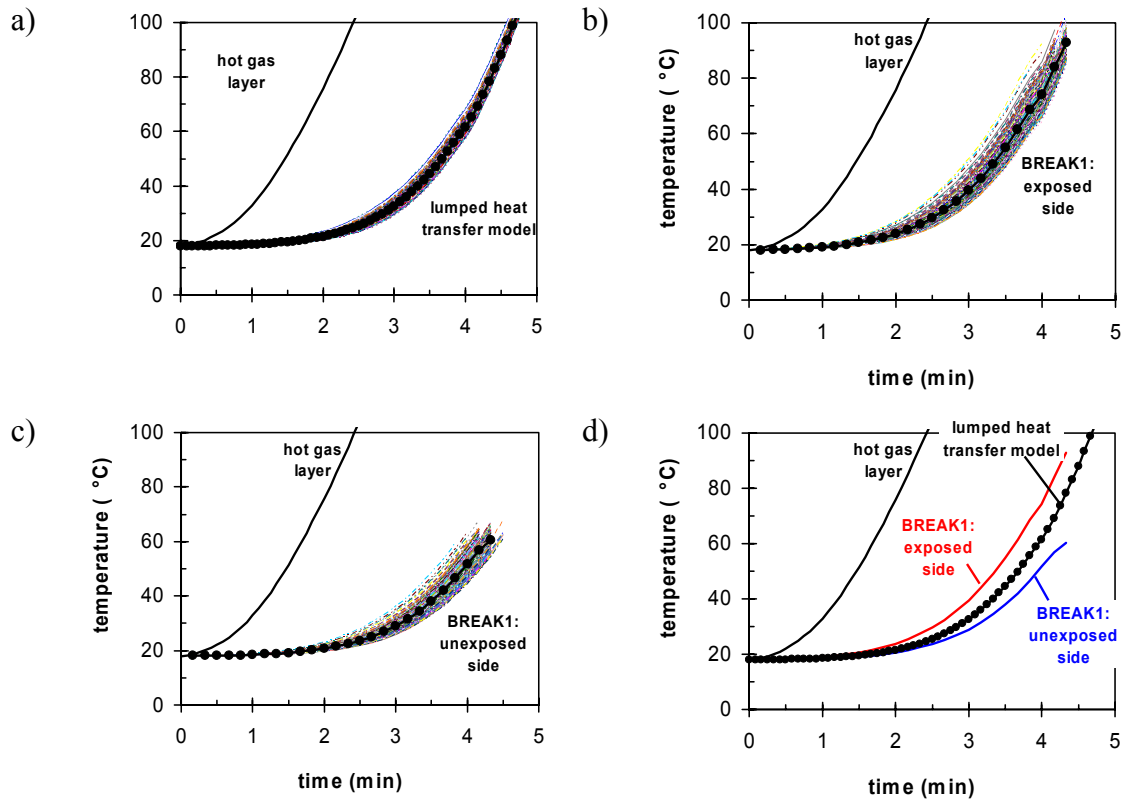 a)
100
80
60
40
20
0
0 1 2 3 4 5
hot gas
layer
lumped heat
transfer model
b)
temperature ( °C)
100
80
60
40
20
0
0 1 2 3 4 5
time (min)
hot gas
layer
BREAK1:
exposed
side
c)
temperature ( °C)
100
80
60
40
20
0
0 1 2 3 4 5
time (min)
hot gas
layer
BREAK1:
unexposed
side
d)
temperature ( °C)
100
80
60
40
20
0
0 1 2 3 4 5
time (min)
hot gas
layer
lumped heat
transfer model
BREAK1:
exposed
side
BREAK1:
unexposed
side